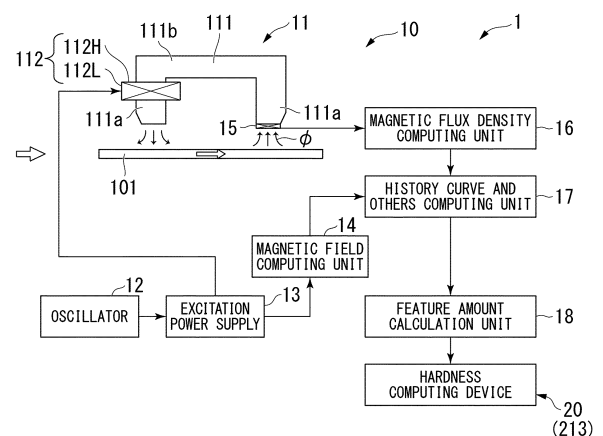 112 { 112H
112L
111b
111
11
10
1
111a
15
111a
Φ
101
MAGNETIC FLUX DENSITY
COMPUTING UNIT
16
HISTORY CURVE AND
OTHERS COMPUTING UNIT
17
14
MAGNETIC FIELD
COMPUTING UNIT
12
OSCILLATOR
EXCITATION
POWER SUPPLY
13
FEATURE AMOUNT
CALCULATION UNIT
18
HARDNESS
COMPUTING DEVICE
20
(213)